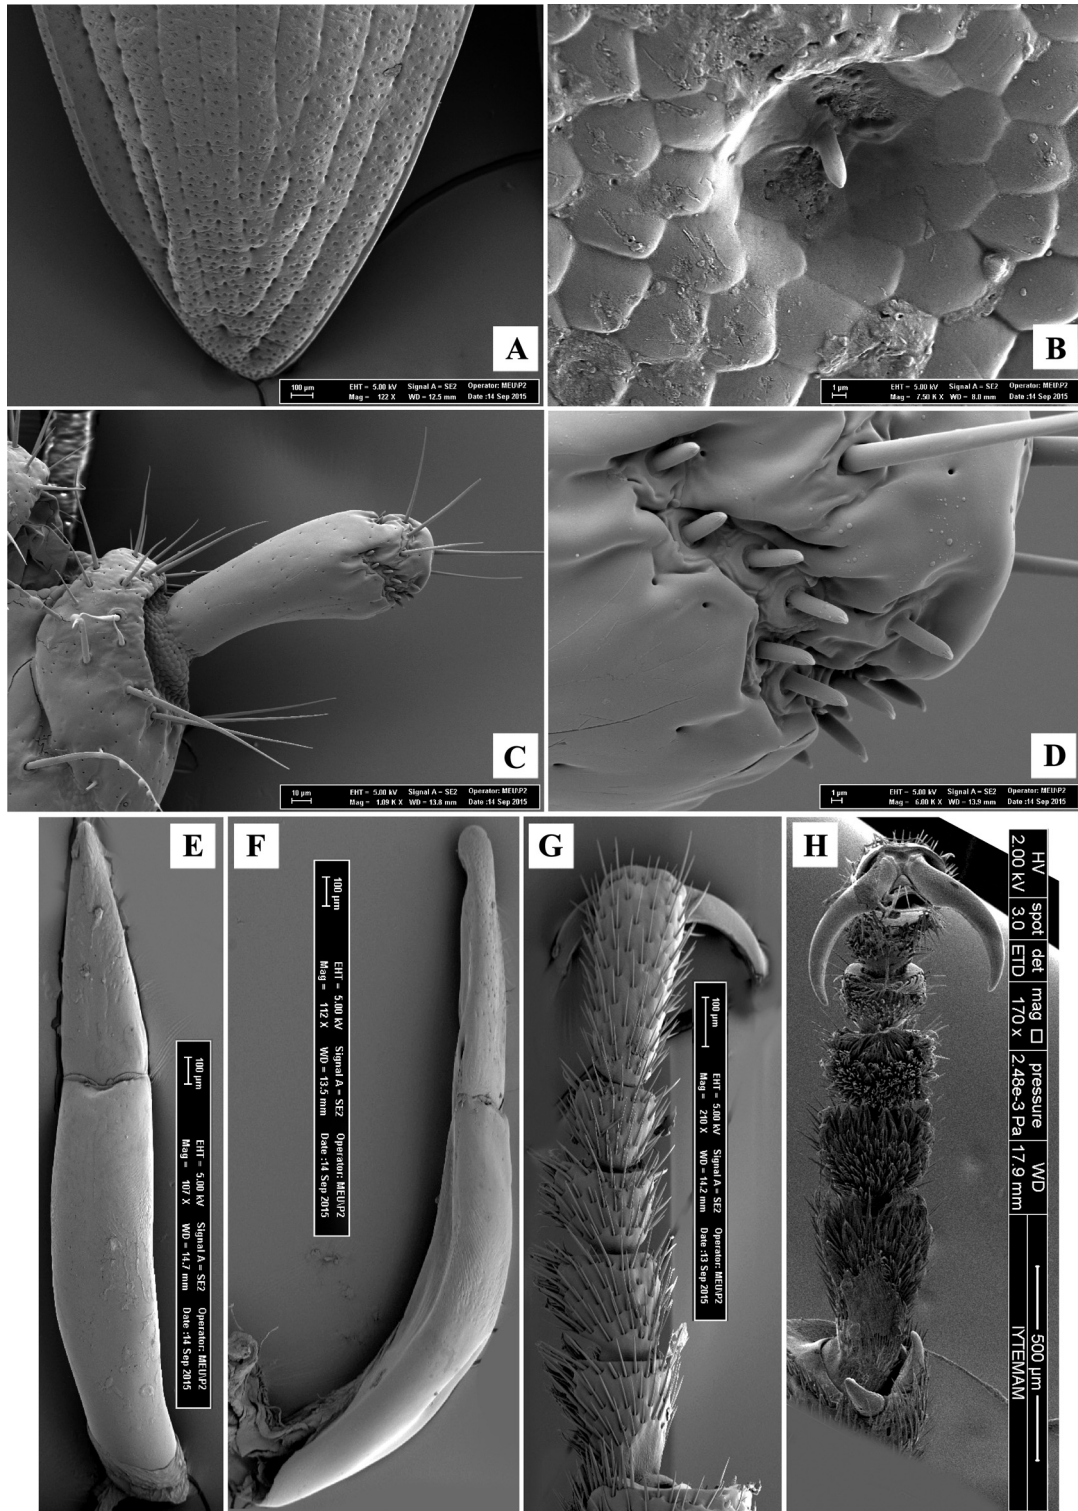 A
100 µm
EHT = 5.00 kV Signal A = SE2 Operator: MEU\P2
Mag = 122 X WD = 12.5 mm Date :14 Sep 2015
B
1 µm
EHT = 5.00 kV Signal A = SE2 Operator: MEU\P2
Mag = 7.50 K X WD = 8.0 mm Date :14 Sep 2015
C
10 µm
EHT = 5.00 kV Signal A = SE2 Operator: MEU\P2
Mag = 1.09 K X WD = 13.8 mm Date :14 Sep 2015
D
1 µm
EHT = 5.00 kV Signal A = SE2 Operator: MEU\P2
Mag = 6.00 K X WD = 13.9 mm Date :14 Sep 2015
E
100 µm
EHT = 5.00 kV Signal A = SE2 Operator: MEU\P2
Mag = 107 X WD = 14.7 mm Date :14 Sep 2015
F
100 µm
EHT = 5.00 kV Signal A = SE2 Operator: MEU\P2
Mag = 112 X WD = 13.5 mm Date :14 Sep 2015
G
100 µm
EHT = 5.00 kV Signal A = SE2 Operator: MEU\P2
Mag = 210 X WD = 14.2 mm Date :13 Sep 2015
H
HV spot det mag □ pressure WD 500 µm
2.00 kV 3.0 ETD 170 x 2.48e-3 Pa 17.9 mm IYTEMAM